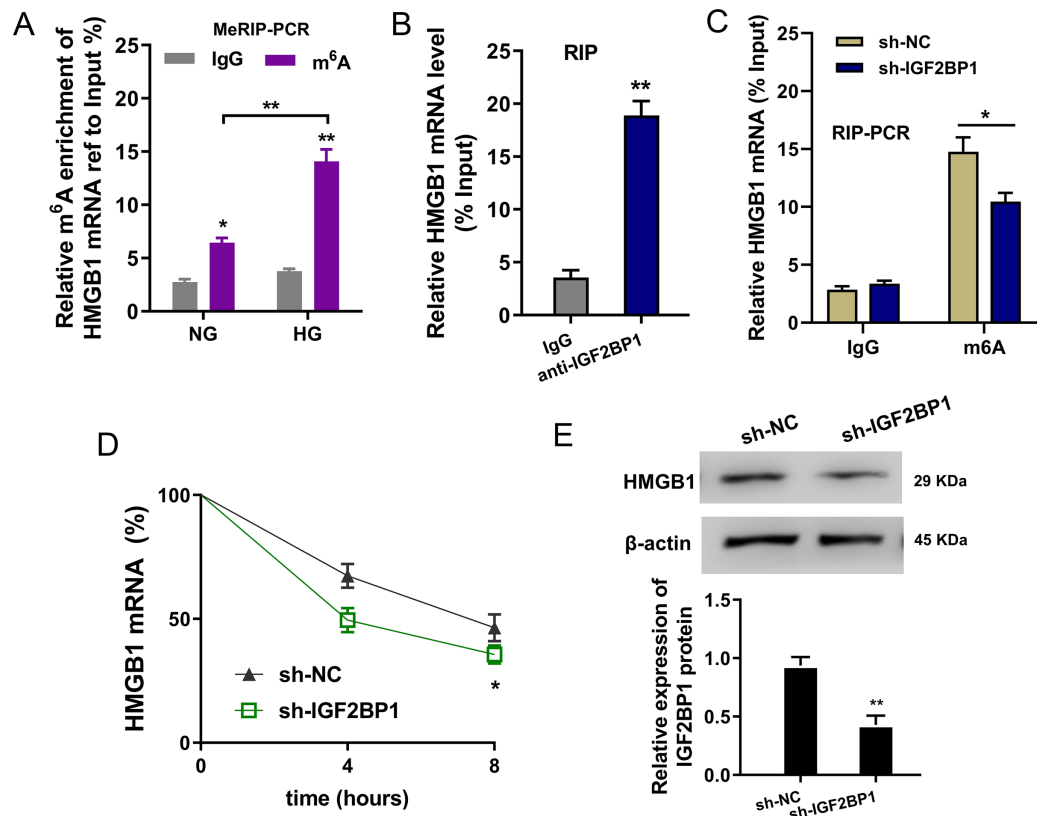 A
MeRIP-PCR
IgG
m⁶A
Relative m⁶A enrichment of
HMGB1 mRNA ref to Input %)
25
20
15
10
5
0
**
**
*
NG
HG
B
RIP
Relative HMGB1 mRNA level
(% Input)
25
20
15
10
5
0
**
IgG
anti-IGF2BP1
C
sh-NC
sh-IGF2BP1
RIP-PCR
Relative HMGB1 mRNA (% Input)
25
20
15
10
5
0
*
IgG
m6A
D
HMGB1 mRNA (%)
100
50
0
sh-NC
sh-IGF2BP1
*
0
4
8
time (hours)
E
sh-NC
sh-IGF2BP1
HMGB1
29 KDa
β-actin
45 KDa
Relative expression of
IGF2BP1 protein
1.5
1.0
0.5
0.0
**
sh-NC
sh-IGF2BP1